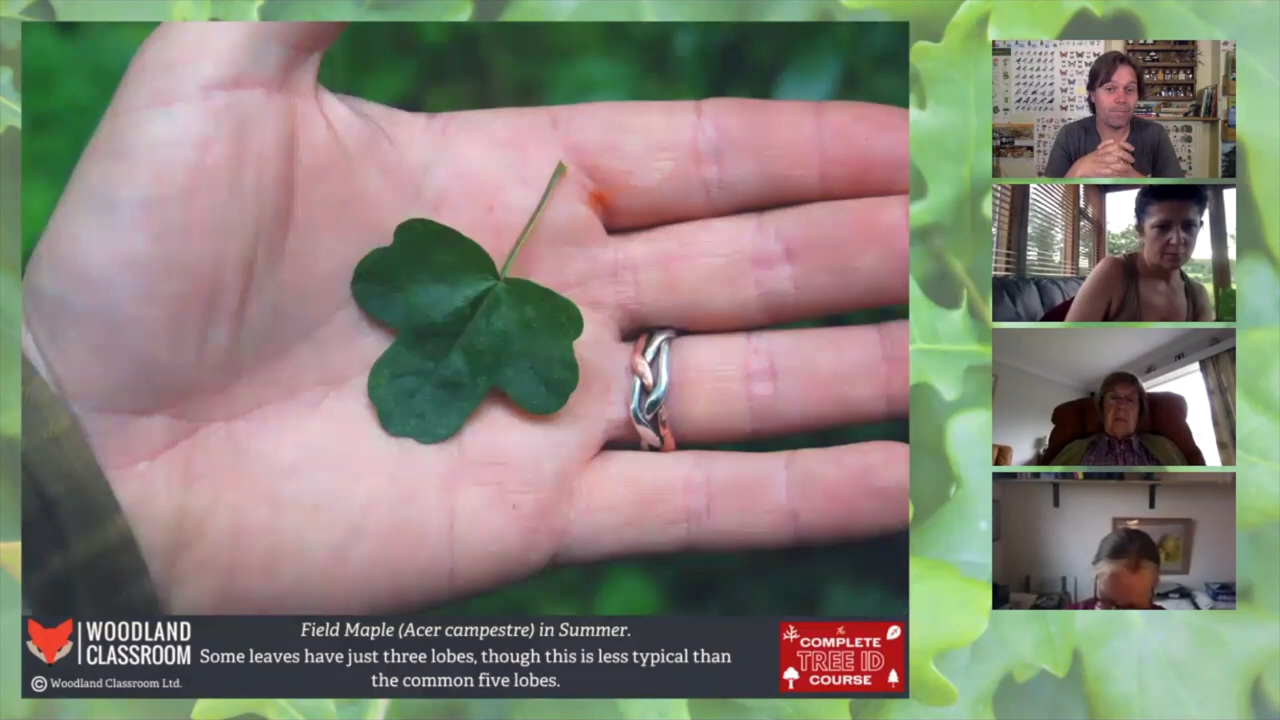 WOODLAND
CLASSROOM
© Woodland Classroom Ltd.
Field Maple (Acer campestre) in Summer.
Some leaves have just three lobes, though this is less typical than
the common five lobes.
The
COMPLETE
TREE ID
COURSE